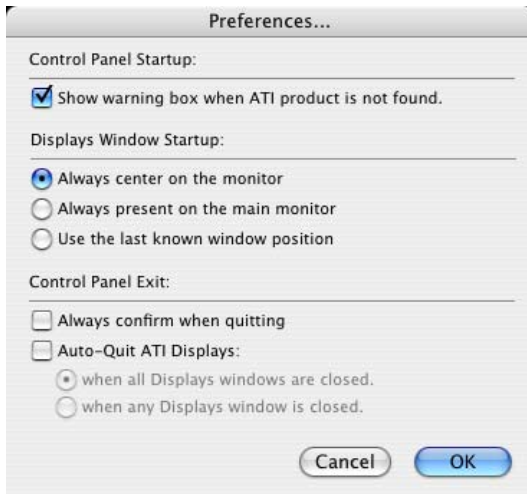 Preferences...
Control Panel Startup:
Show warning box when ATI product is not found.
Displays Window Startup:
Always center on the monitor
Always present on the main monitor
Use the last known window position
Control Panel Exit:
Always confirm when quitting
Auto-Quit ATI Displays:
when all Displays windows are closed.
when any Displays window is closed.
Cancel OK